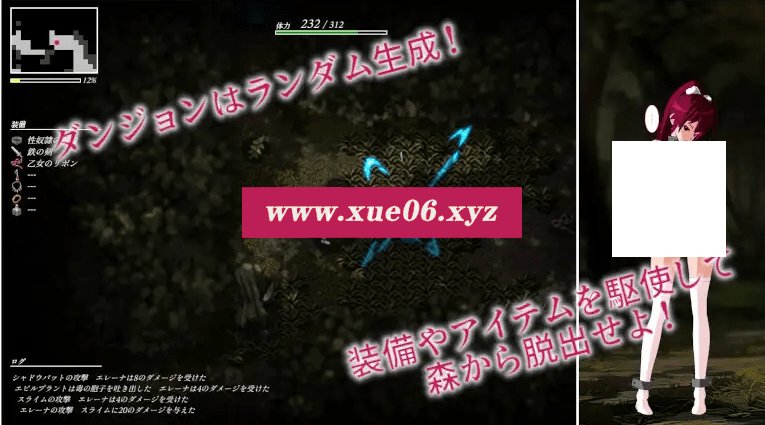 体力 232 / 312
12%
ダンジョンはランダム生成！
装備
鉄の剣
乙女のリボン
---
---
---
---
www.xue06.xyz
装備やアイテムを駆使して
森から脱出せよ！
ログ
シャドウバットの攻撃 エレーナは8のダメージを受けた
エビルプラントは毒の胞子を吐き出した エレーナは4のダメージを受けた
スライムの攻撃 エレーナは4のダメージを受けた
エレーナの攻撃 スライムに20のダメージを与えた